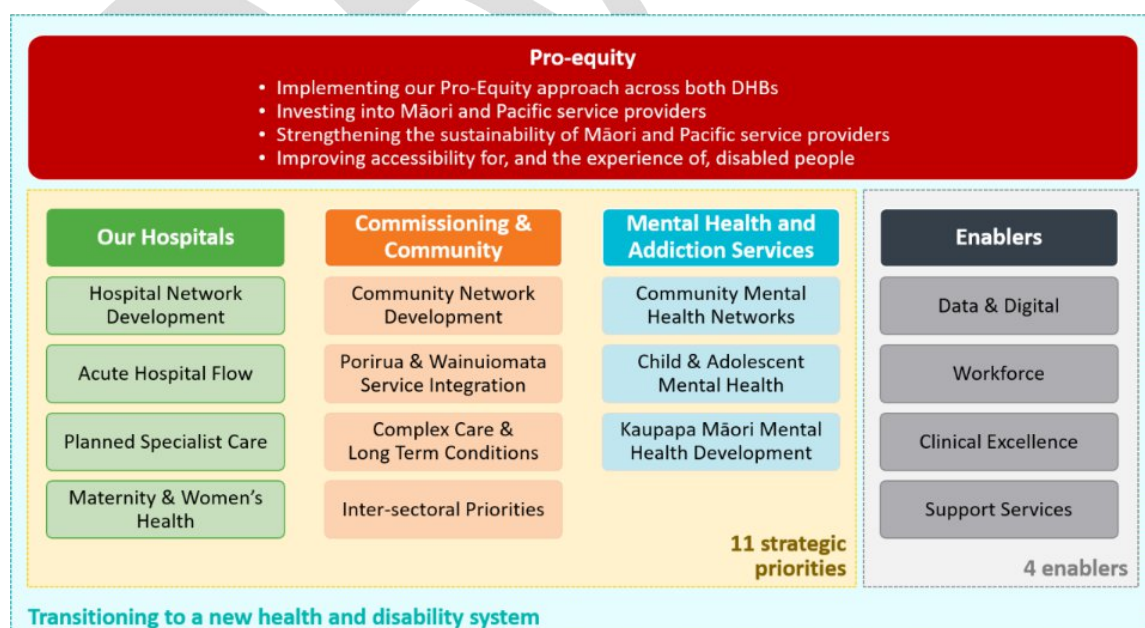 Pro-equity
• Implementing our Pro-Equity approach across both DHBs
• Investing into Māori and Pacific service providers
• Strengthening the sustainability of Māori and Pacific service providers
• Improving accessibility for, and the experience of, disabled people
Our Hospitals
Hospital Network
Development
Acute Hospital Flow
Planned Specialist Care
Maternity & Women's
Health
Commissioning &
Community
Community Network
Development
Porirua & Wainuiomata
Service Integration
Complex Care &
Long Term Conditions
Inter-sectoral Priorities
Mental Health and
Addiction Services
Community Mental
Health Networks
Child & Adolescent
Mental Health
Kaupapa Māori Mental
Health Development
11 strategic
priorities
Enablers
Data & Digital
Workforce
Clinical Excellence
Support Services
4 enablers
Transitioning to a new health and disability system